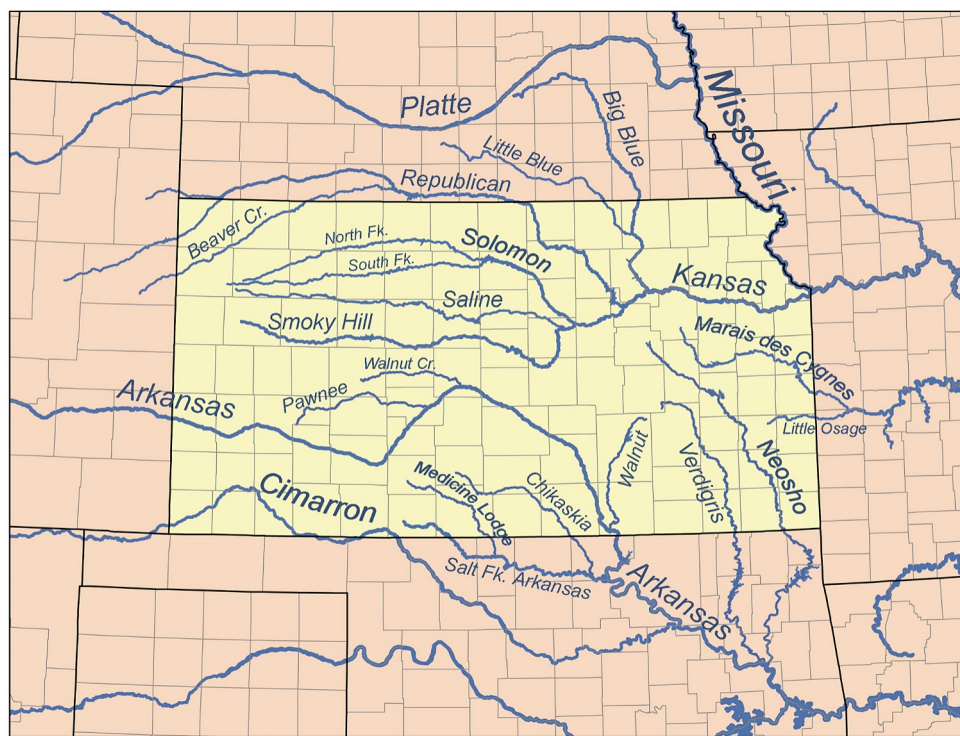 Platte
Missouri
Big Blue
Little Blue
Republican
Beaver Cr.
North Fk.
Solomon
South Fk.
Kansas
Saline
Smoky Hill
Marais des Cygnes
Walnut Cr.
Pawnee
Arkansas
Little Osage
Walnut
Verdigris
Neosho
Cimarron
Medicine Lodge
Chikaskia
Salt Fk. Arkansas
Arkansas